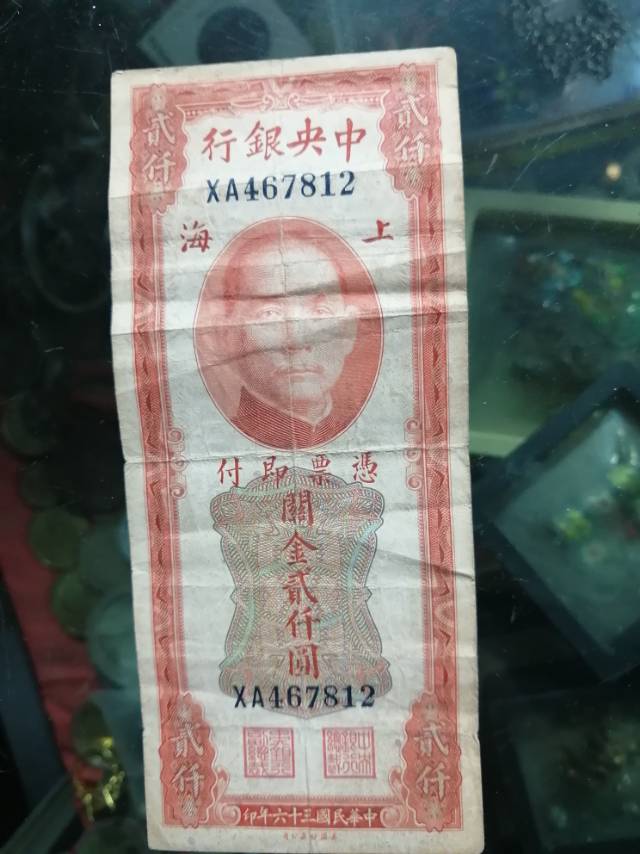 貳仟
貳仟
中央銀行
XA467812
上海
憑票即付
關金貳仟圓
XA467812
貳仟
貳仟
中華民國三十六年印